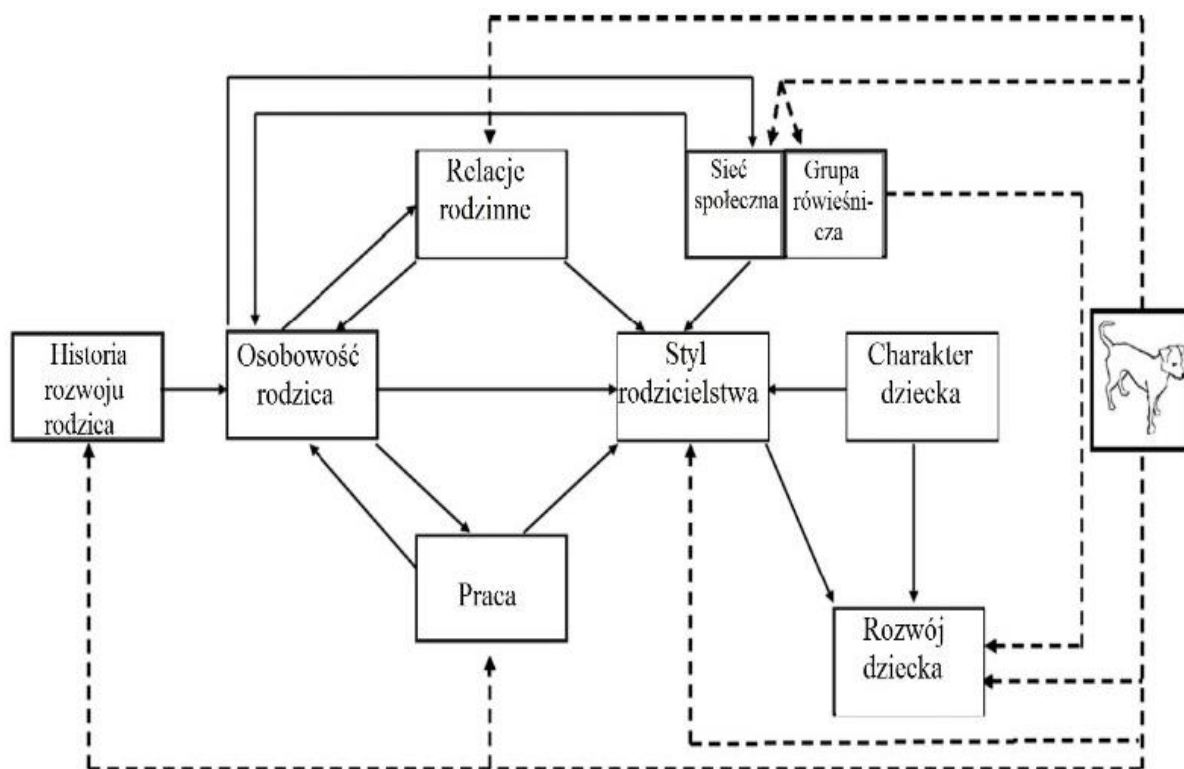 Relacje
rodzinne
Sieć
społeczna
Grupa
rówieśni-
cza
Historia
rozwoju
rodzica
Osobowość
rodzica
Styl
rodzicielstwa
Charakter
dziecka
Praca
Rozwój
dziecka